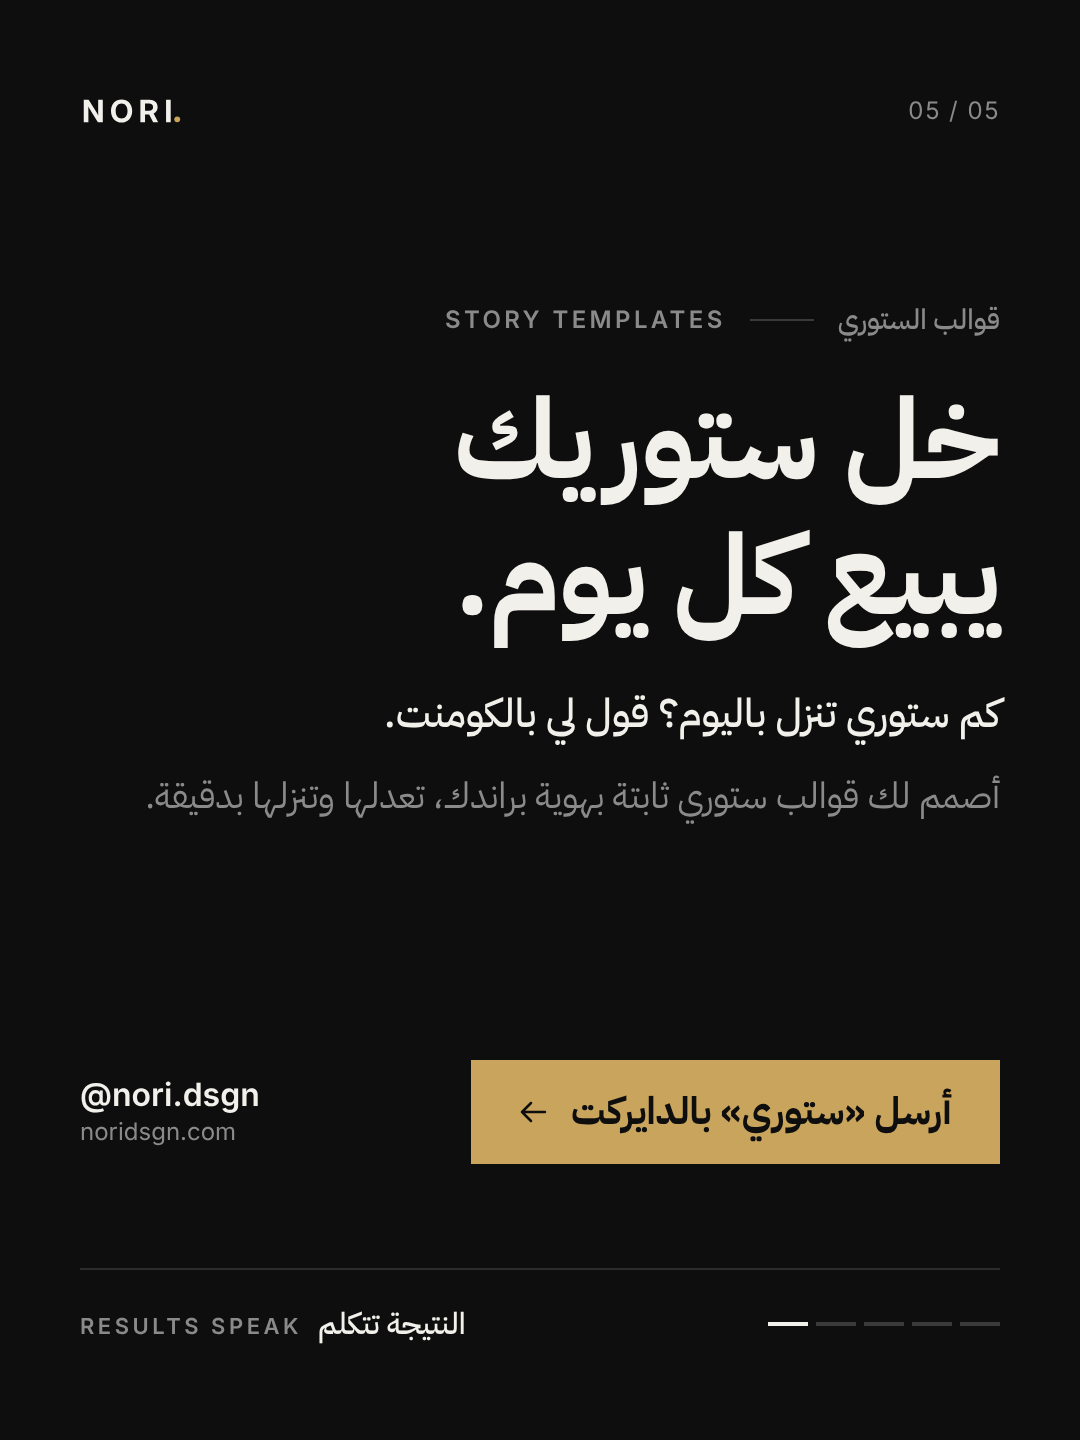 NORI.
05 / 05
قوالب الستوري — STORY TEMPLATES
خل ستوريك
يبيع كل يوم.
كم ستوري تنزل باليوم؟ قول لي بالكومنت.
أصمم لك قوالب ستوري ثابتة بهوية براندك، تعدلها وتنزلها بدقيقة.
أرسل «ستوري» بالدايركت ←
@nori.dsgn
noridsgn.com
RESULTS SPEAK النتيجة تتكلم